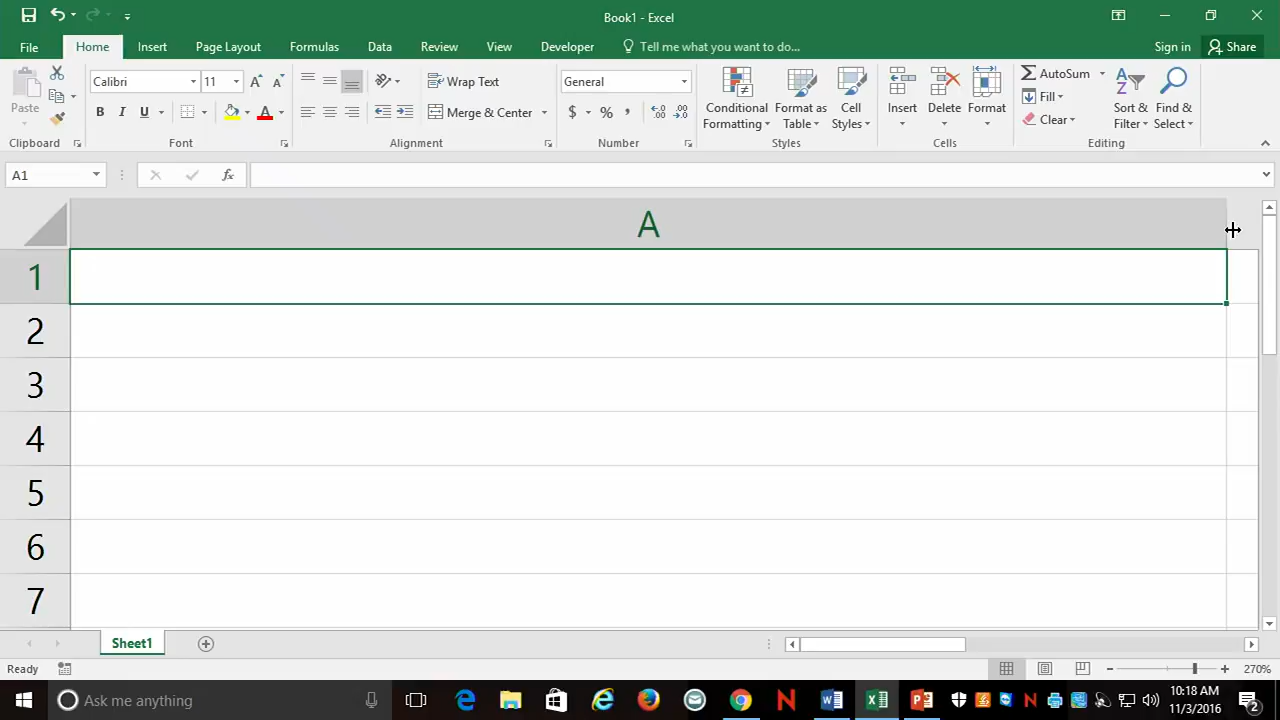 Book1 - Excel
File Home Insert Page Layout Formulas Data Review View Developer Tell me what you want to do... Sign in Share
Paste
Calibri 11
B I U A
Wrap Text
Merge & Center
General
$ % ,
Conditional Formatting
Format as Table
Cell Styles
Insert Delete Format
AutoSum
Fill
Clear
Sort & Filter
Find & Select
Clipboard Font Alignment Number Styles Cells Editing
A1 fx
A
1
2
3
4
5
6
7
Sheet1
Ready 270%
Ask me anything
10:18 AM
11/3/2016
2